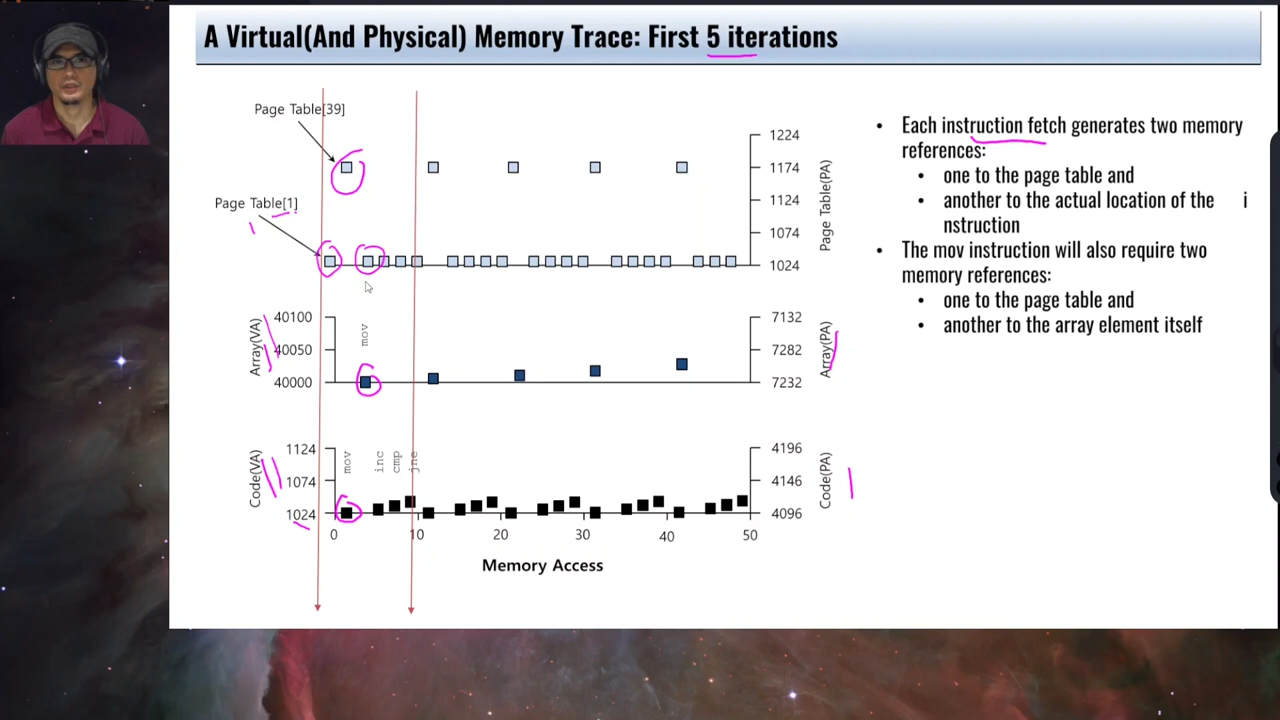 A Virtual(And Physical) Memory Trace: First 5 iterations
Page Table[39]
Page Table[1]
1224
1174
1124
1074
1024
Page Table(PA)
40100
40050
40000
Array(VA)
mov
7132
7282
7232
Array(PA)
1124
1074
1024
Code(VA)
mov
inc
cmp
jne
4196
4146
4096
Code(PA)
0
10
20
30
40
50
Memory Access
• Each instruction fetch generates two memory
references:
• one to the page table and
• another to the actual location of the i
nstruction
• The mov instruction will also require two
memory references:
• one to the page table and
• another to the array element itself